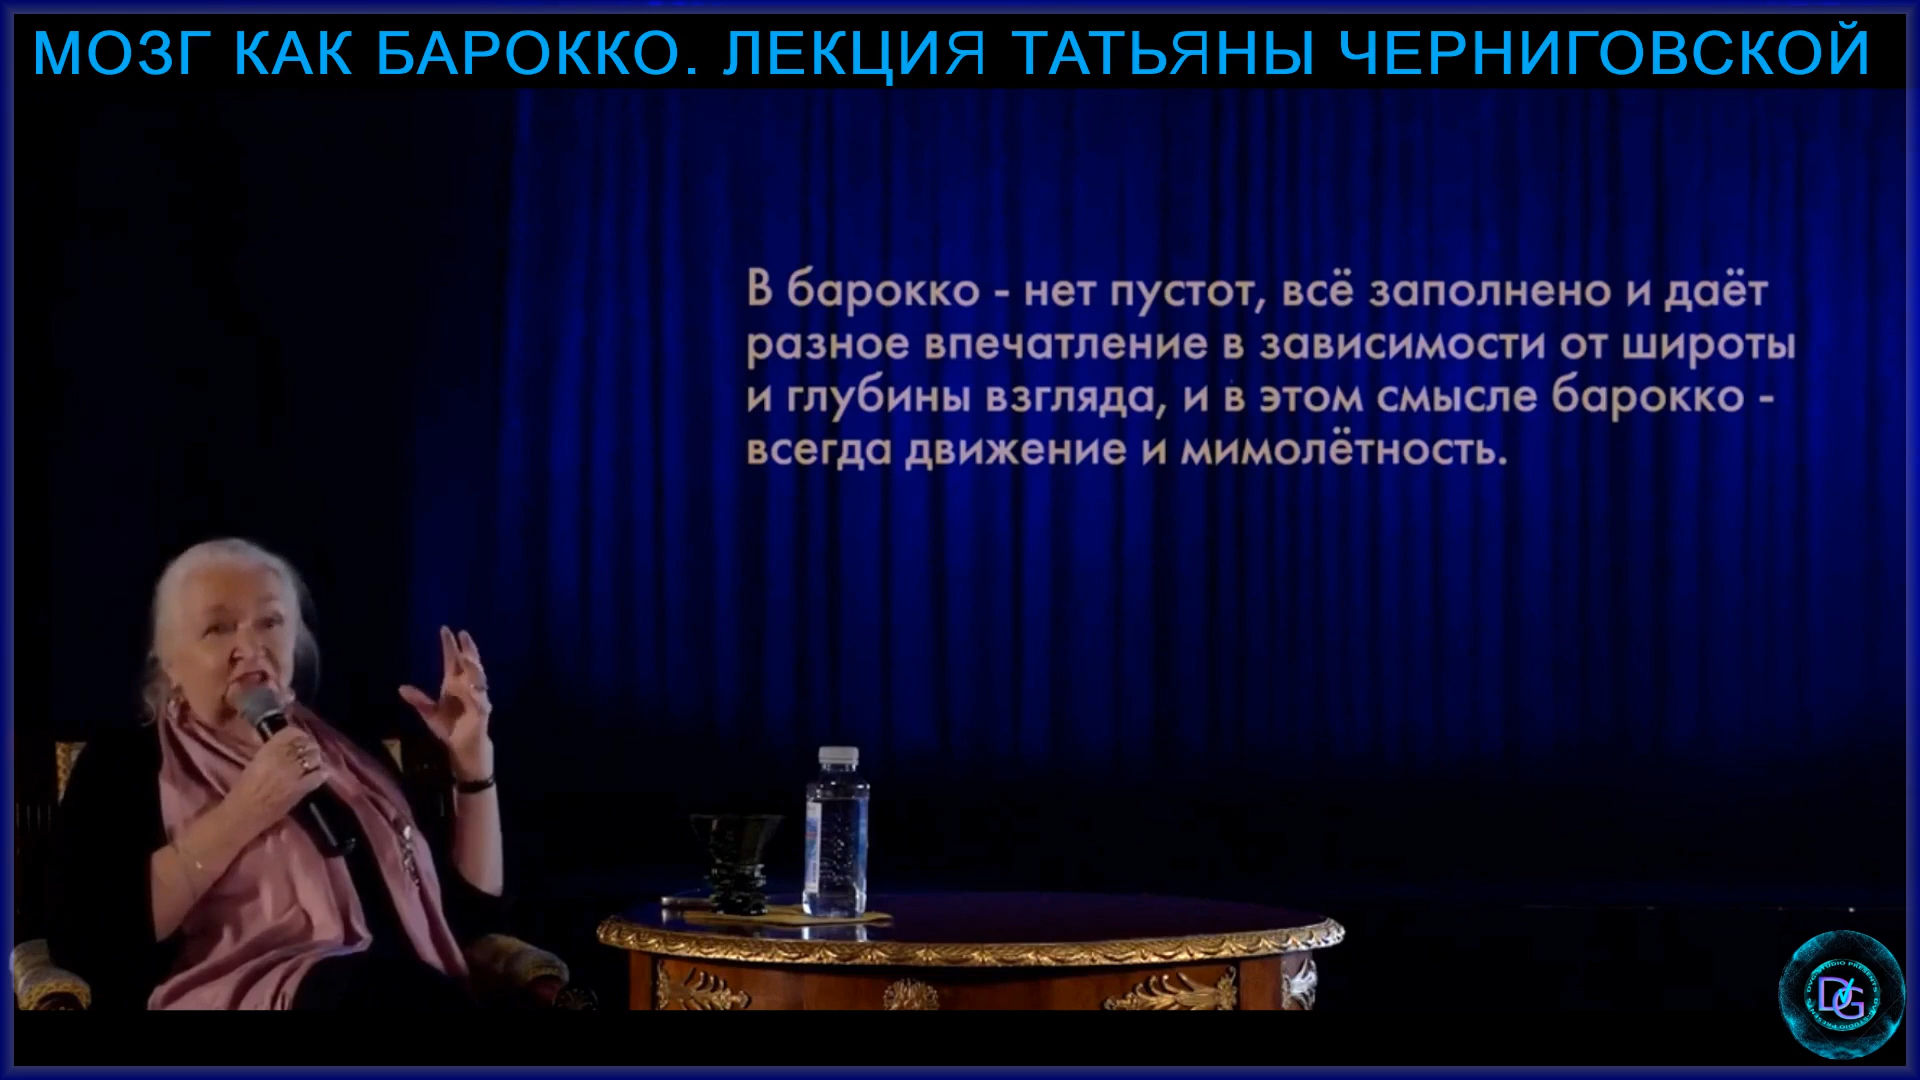 МОЗГ КАК БАРОККО. ЛЕКЦИЯ ТАТЬЯНЫ ЧЕРНИГОВСКОЙ
В барокко - нет пустот, всё заполнено и даёт
разное впечатление в зависимости от широты
и глубины взгляда, и в этом смысле барокко -
всегда движение и мимолётность.
DG